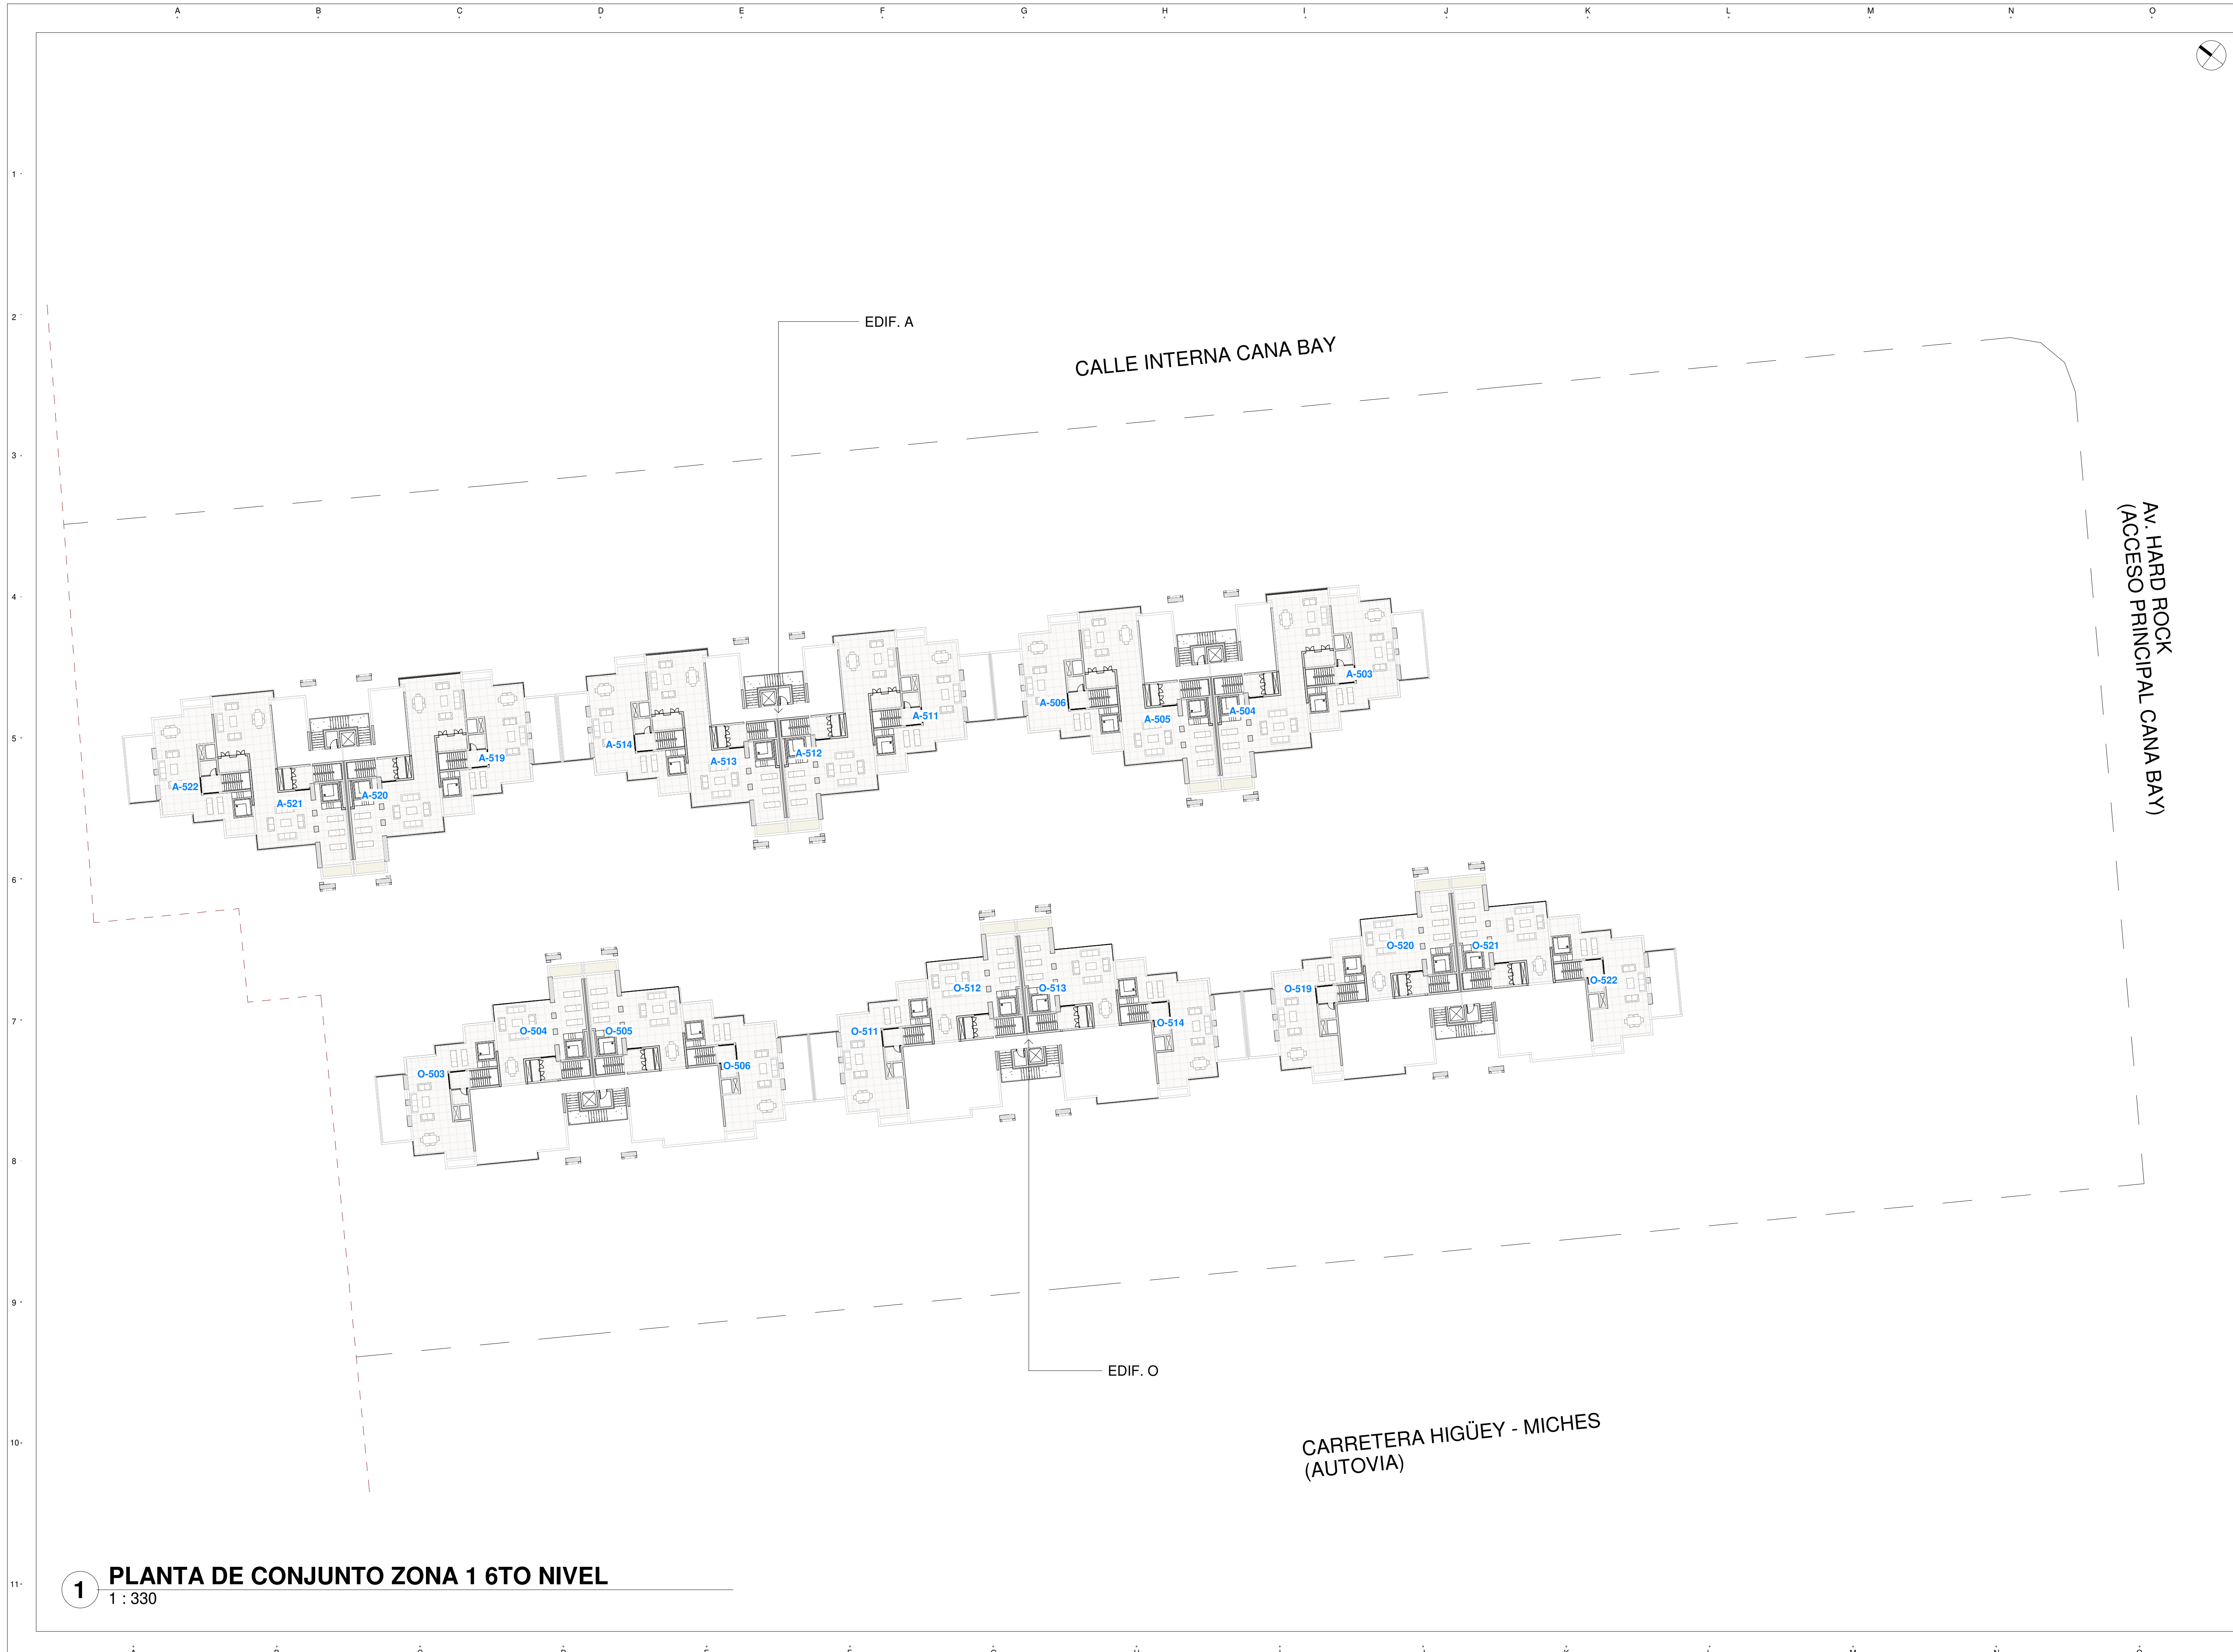 A B C D E F G H I J K L M N O
1
2
EDIF. A
CALLE INTERNA CANA BAY
3
Av. HARD ROCK
(ACCESO PRINCIPAL CANA BAY)
4
A-503
A-506
A-504
A-505
A-511
5
A-514
A-512
A-519
A-513
A-522
A-520
A-521
6
O-520
O-521
O-522
O-512
O-513
O-519
7
O-514
O-504
O-505
O-511
O-506
O-503
8
9
EDIF. O
10
CARRETERA HIGÜEY - MICHES
(AUTOVIA)
11
1
PLANTA DE CONJUNTO ZONA 1 6TO NIVEL
1 : 330